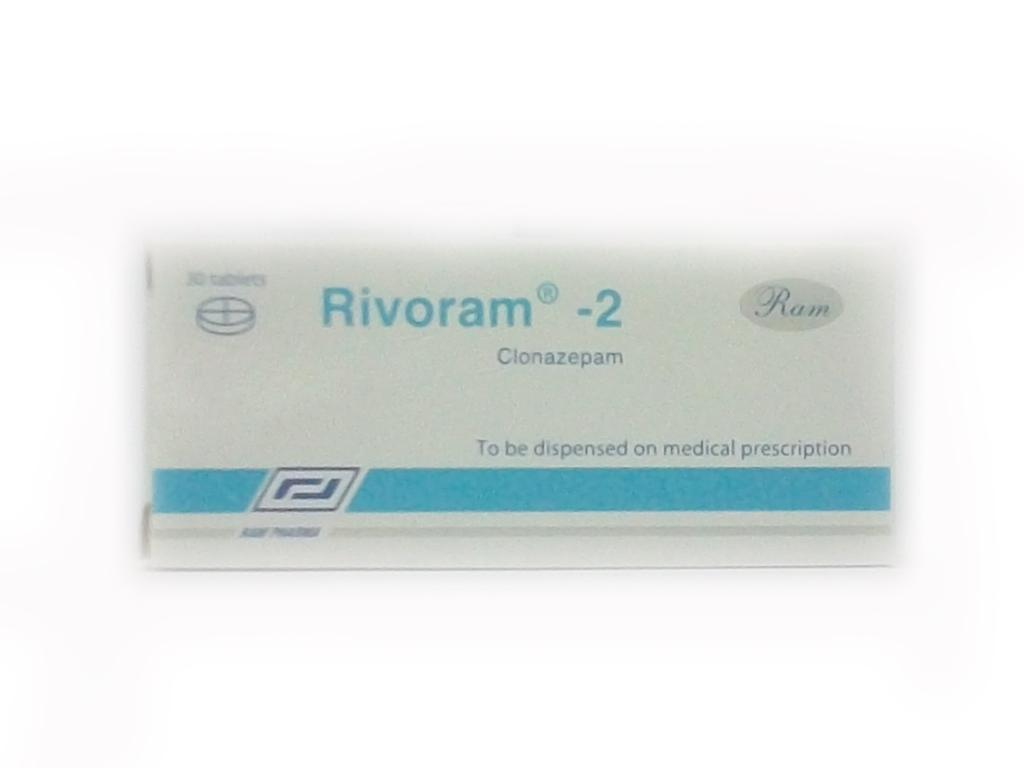 30 tablets
Rivoram® -2
Ram
Clonazepam
To be dispensed on medical prescription